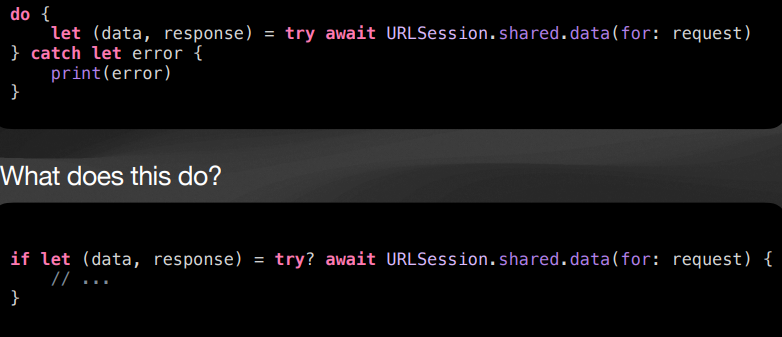 do {
    let (data, response) = try await URLSession.shared.data(for: request)
} catch let error {
    print(error)
}
What does this do?
if let (data, response) = try? await URLSession.shared.data(for: request) {
    // ...
}